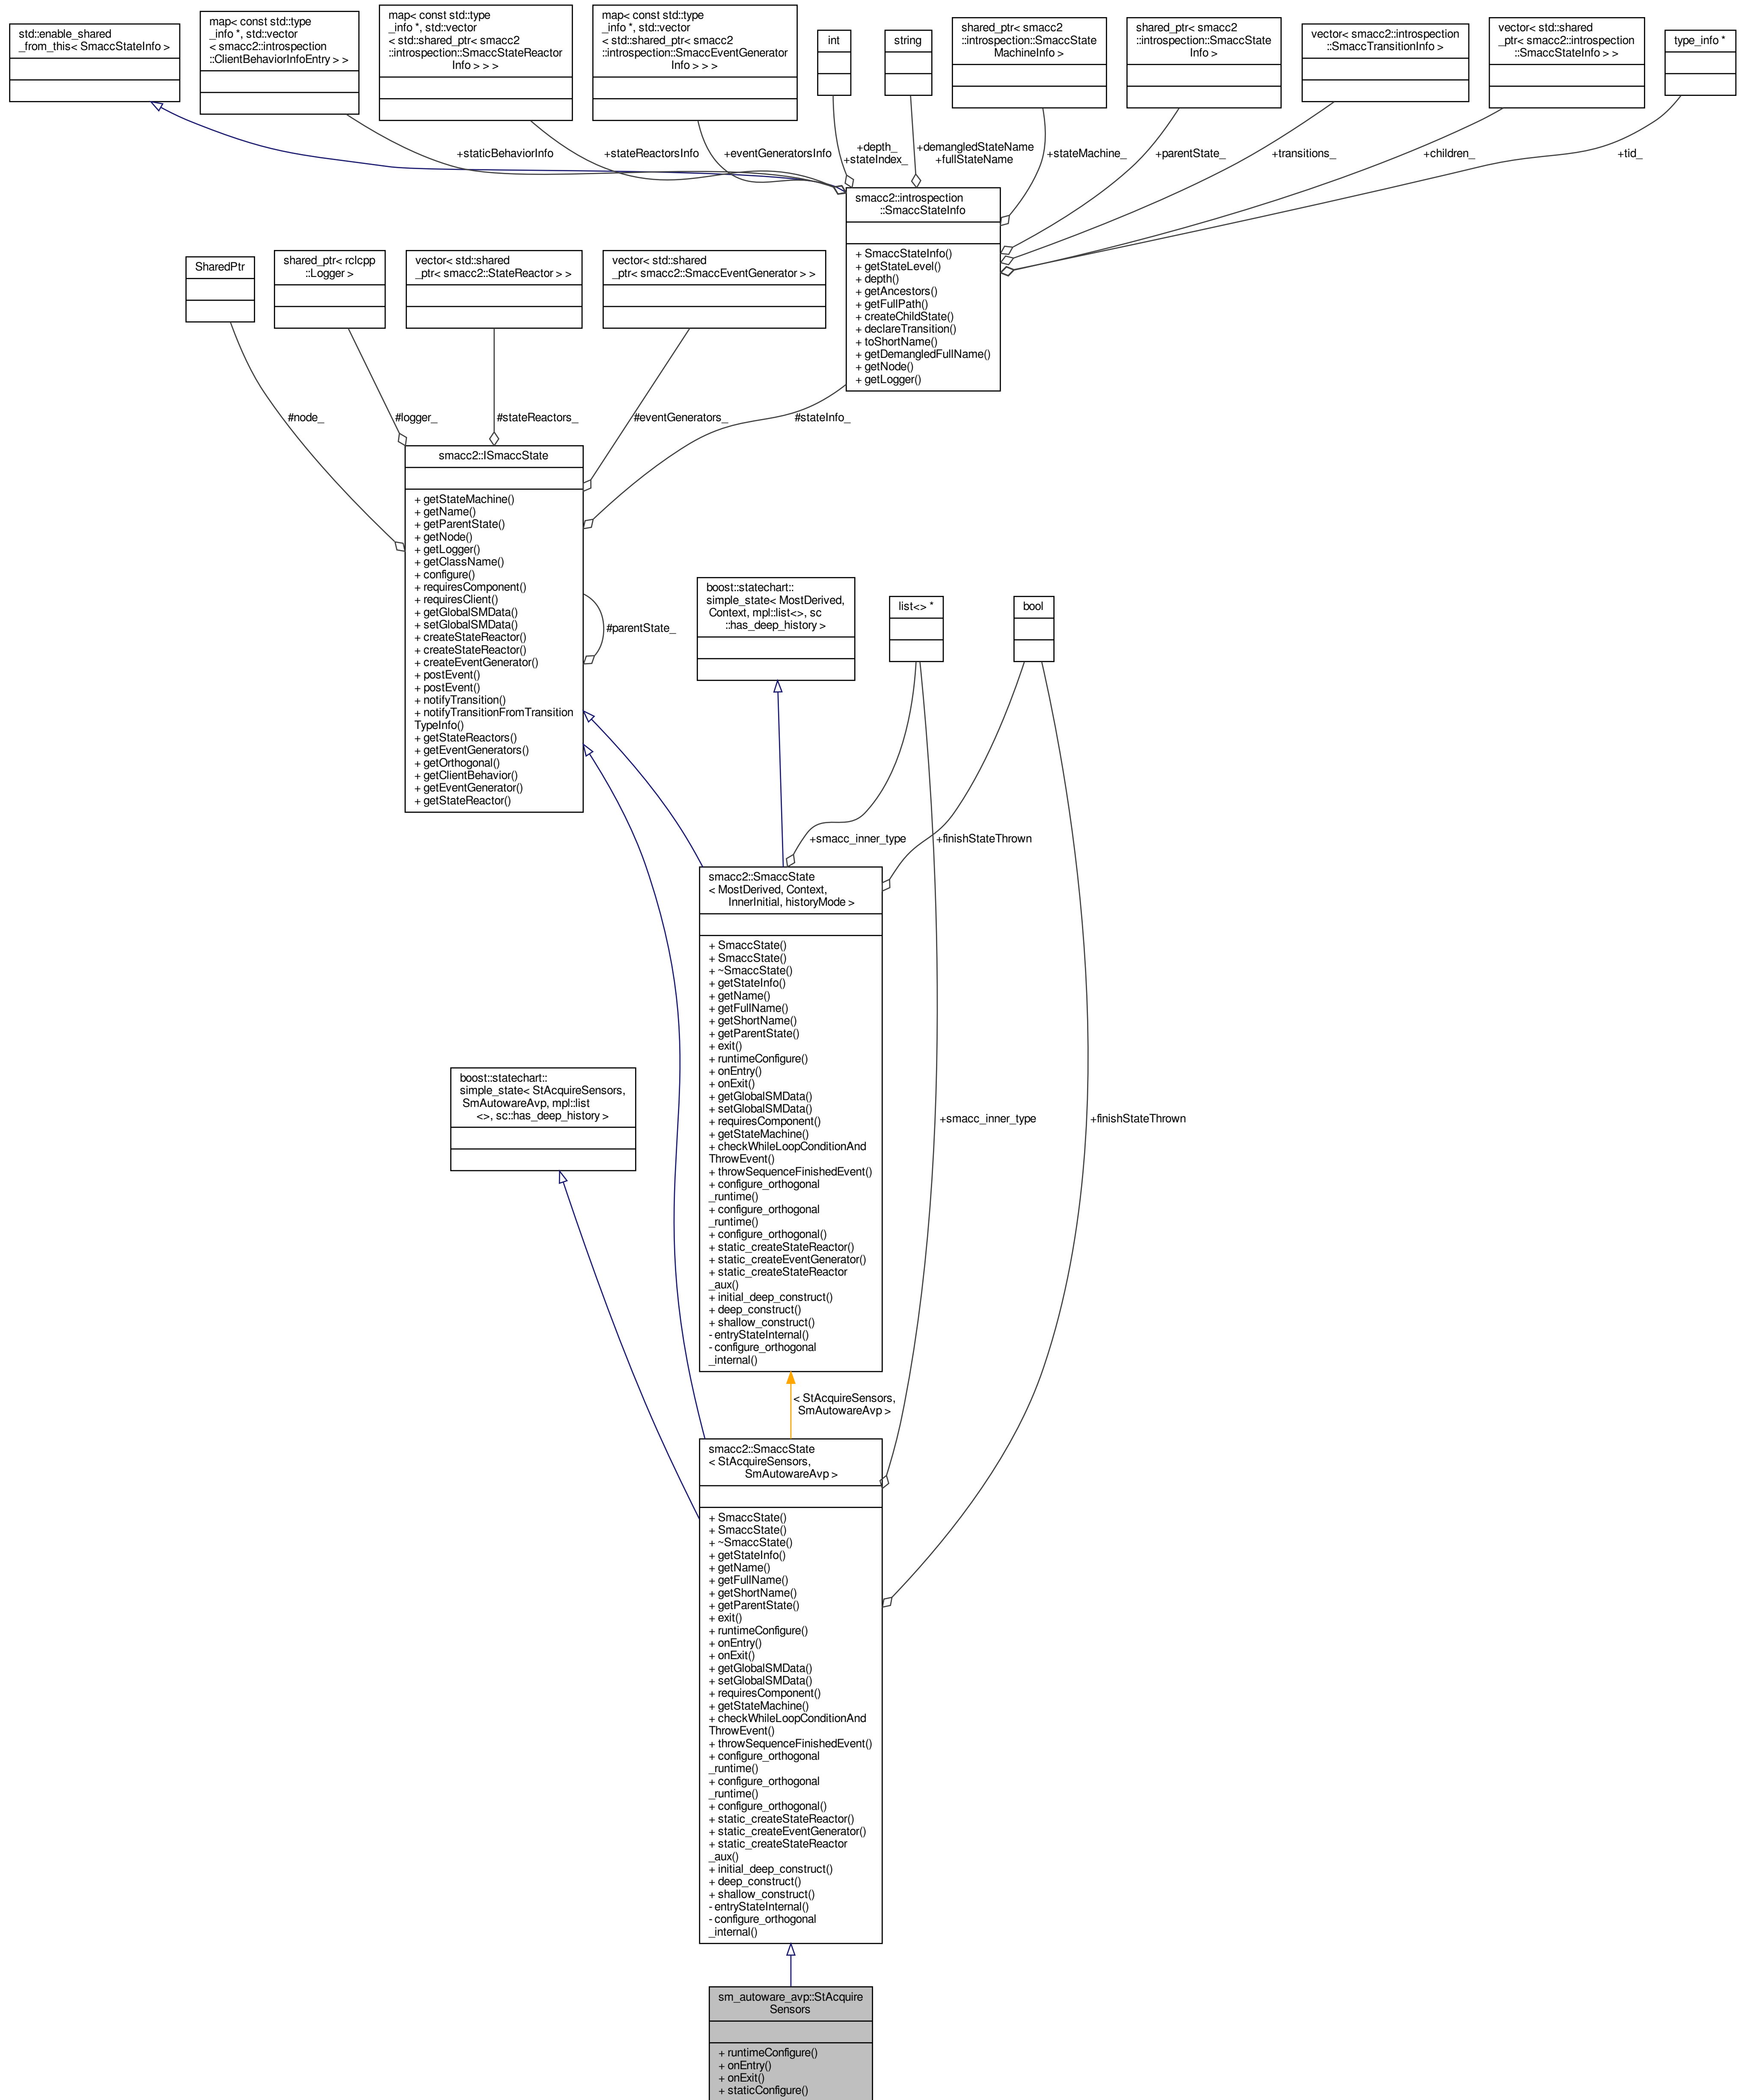 std::enable_shared
_from_this< SmaccStateInfo >
map< const std::type
_info *, std::vector
< smacc2::introspection
::ClientBehaviorInfoEntry > >
map< const std::type
_info *, std::vector
< std::shared_ptr< smacc2
::introspection::SmaccStateReactor
Info > > >
map< const std::type
_info *, std::vector
< std::shared_ptr< smacc2
::introspection::SmaccEventGenerator
Info > > >
int
string
shared_ptr< smacc2
::introspection::SmaccState
MachineInfo >
shared_ptr< smacc2
::introspection::SmaccState
Info >
vector< smacc2::introspection
::SmaccTransitionInfo >
vector< std::shared
_ptr< smacc2::introspection
::SmaccStateInfo > >
type_info *
+staticBehaviorInfo
+stateReactorsInfo
+eventGeneratorsInfo
+depth_
+stateIndex_
+demangledStateName
+fullStateName
+stateMachine_
+parentState_
+transitions_
+children_
+tid_
smacc2::introspection
::SmaccStateInfo
+ SmaccStateInfo()
+ getStateLevel()
+ depth()
+ getAncestors()
+ getFullPath()
+ createChildState()
+ declareTransition()
+ toShortName()
+ getDemangledFullName()
+ getNode()
+ getLogger()
SharedPtr
shared_ptr< rclcpp
::Logger >
vector< std::shared
_ptr< smacc2::StateReactor > >
vector< std::shared
_ptr< smacc2::SmaccEventGenerator > >
#node_
#logger_
#stateReactors_
#eventGenerators_
#stateInfo_
smacc2::ISmaccState
+ getStateMachine()
+ getName()
+ getParentState()
+ getNode()
+ getLogger()
+ getClassName()
+ configure()
+ requiresComponent()
+ requiresClient()
+ getGlobalSMData()
+ setGlobalSMData()
+ createStateReactor()
+ createStateReactor()
+ createEventGenerator()
+ postEvent()
+ postEvent()
+ notifyTransition()
+ notifyTransitionFromTransition
TypeInfo()
+ getStateReactors()
+ getEventGenerators()
+ getOrthogonal()
+ getClientBehavior()
+ getEventGenerator()
+ getStateReactor()
#parentState_
boost::statechart::
simple_state< MostDerived,
Context, mpl::list<>, sc
::has_deep_history >
list<> *
bool
+smacc_inner_type
+finishStateThrown
smacc2::SmaccState
< MostDerived, Context,
InnerInitial, historyMode >
+ SmaccState()
+ SmaccState()
+ ~SmaccState()
+ getStateInfo()
+ getName()
+ getFullName()
+ getShortName()
+ getParentState()
+ exit()
+ runtimeConfigure()
+ onEntry()
+ onExit()
+ getGlobalSMData()
+ setGlobalSMData()
+ requiresComponent()
+ getStateMachine()
+ checkWhileLoopConditionAnd
ThrowEvent()
+ throwSequenceFinishedEvent()
+ configure_orthogonal
_runtime()
+ configure_orthogonal
_runtime()
+ configure_orthogonal()
+ static_createStateReactor()
+ static_createEventGenerator()
+ static_createStateReactor
_aux()
+ initial_deep_construct()
+ deep_construct()
+ shallow_construct()
- entryStateInternal()
- configure_orthogonal
_internal()
boost::statechart::
simple_state< StAcquireSensors,
SmAutowareAvp, mpl::list
<>, sc::has_deep_history >
+smacc_inner_type
+finishStateThrown
< StAcquireSensors,
SmAutowareAvp >
smacc2::SmaccState
< StAcquireSensors,
SmAutowareAvp >
+ SmaccState()
+ SmaccState()
+ ~SmaccState()
+ getStateInfo()
+ getName()
+ getFullName()
+ getShortName()
+ getParentState()
+ exit()
+ runtimeConfigure()
+ onEntry()
+ onExit()
+ getGlobalSMData()
+ setGlobalSMData()
+ requiresComponent()
+ getStateMachine()
+ checkWhileLoopConditionAnd
ThrowEvent()
+ throwSequenceFinishedEvent()
+ configure_orthogonal
_runtime()
+ configure_orthogonal
_runtime()
+ configure_orthogonal()
+ static_createStateReactor()
+ static_createEventGenerator()
+ static_createStateReactor
_aux()
+ initial_deep_construct()
+ deep_construct()
+ shallow_construct()
- entryStateInternal()
- configure_orthogonal
_internal()
sm_autoware_avp::StAcquire
Sensors
+ runtimeConfigure()
+ onEntry()
+ onExit()
+ staticConfigure()